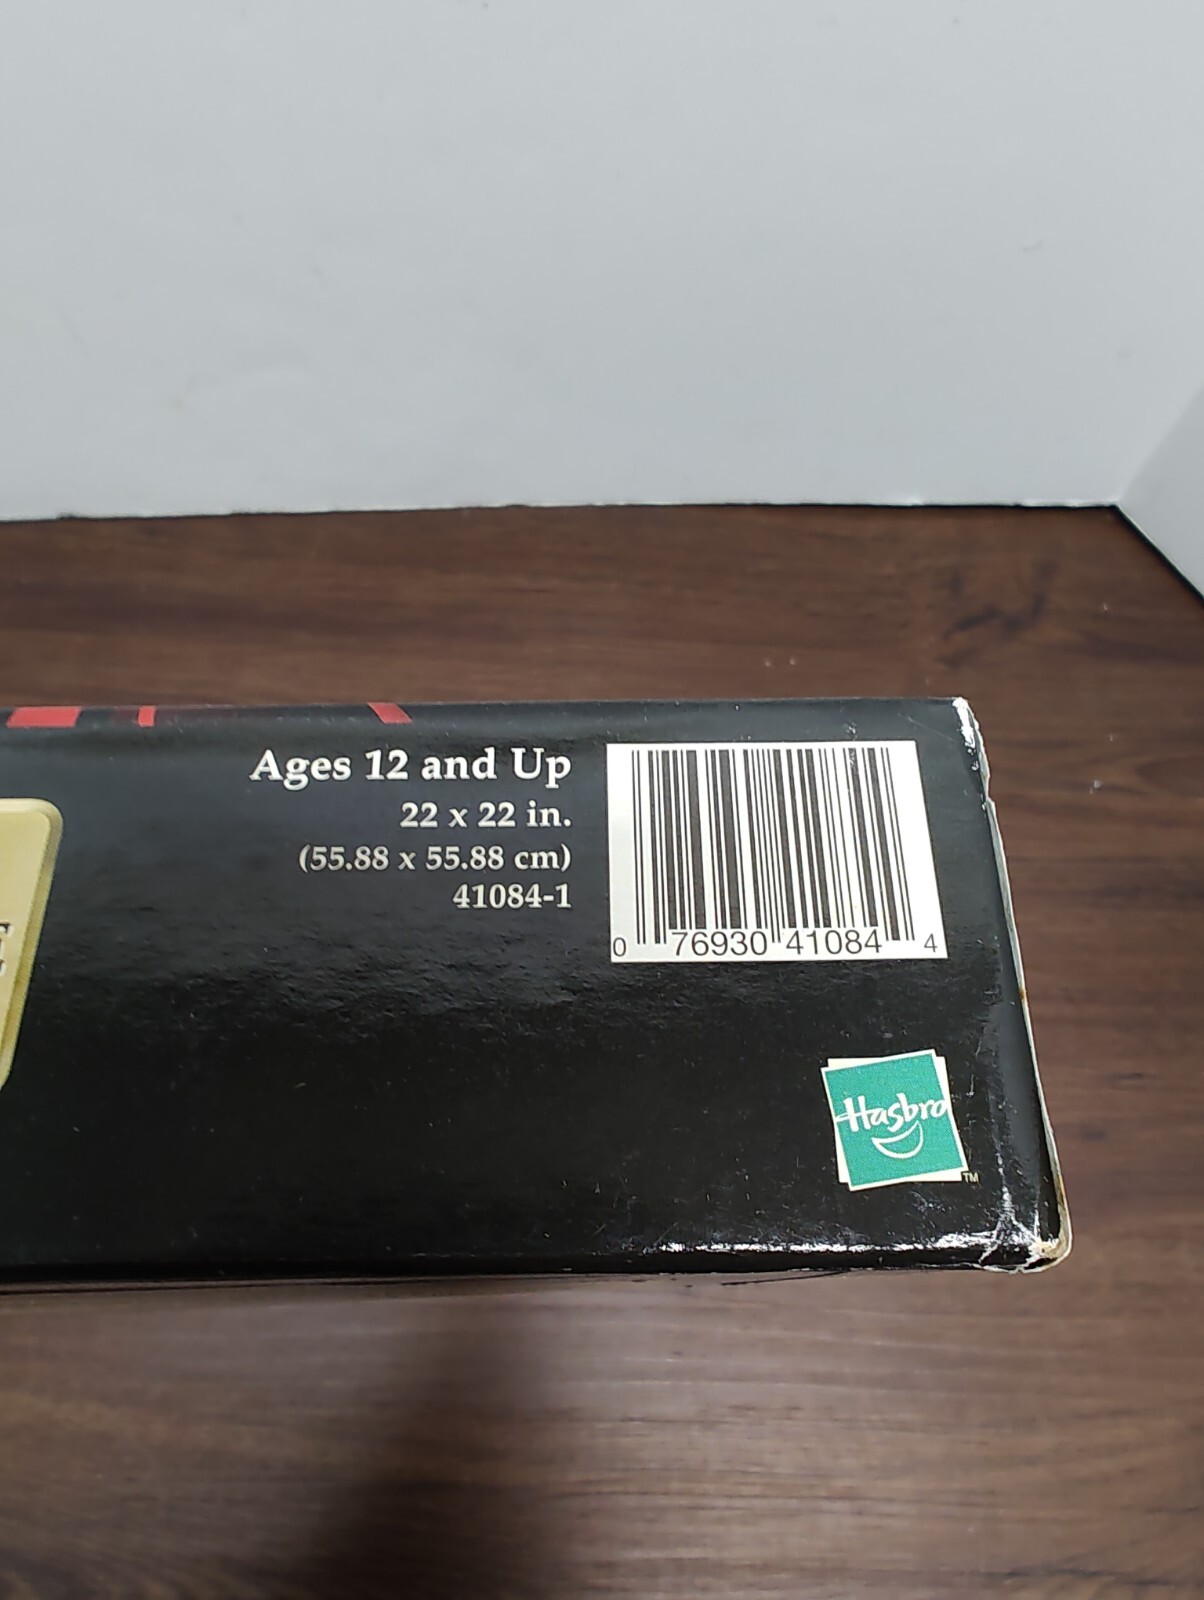 Ages 12 and Up
22 x 22 in.
(55.88 x 55.88 cm)
41084-1
0 76930 41084 4
Hasbro
TM